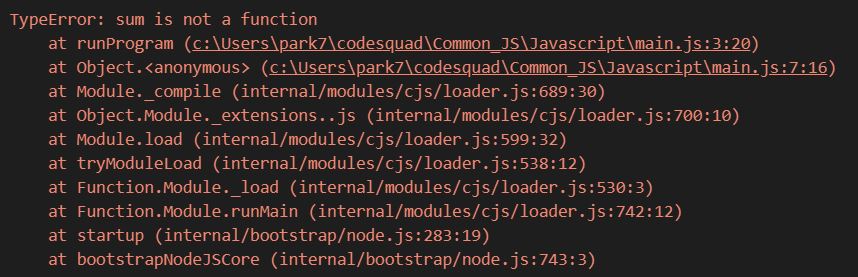 TypeError: sum is not a function
at runProgram (c:\Users\park7\codesquad\Common_JS\Javascript\main.js:3:20)
at Object.<anonymous> (c:\Users\park7\codesquad\Common_JS\Javascript\main.js:7:16)
at Module._compile (internal/modules/cjs/loader.js:689:30)
at Object.Module._extensions..js (internal/modules/cjs/loader.js:700:10)
at Module.load (internal/modules/cjs/loader.js:599:32)
at tryModuleLoad (internal/modules/cjs/loader.js:538:12)
at Function.Module._load (internal/modules/cjs/loader.js:530:3)
at Function.Module.runMain (internal/modules/cjs/loader.js:742:12)
at startup (internal/bootstrap/node.js:283:19)
at bootstrapNodeJSCore (internal/bootstrap/node.js:743:3)